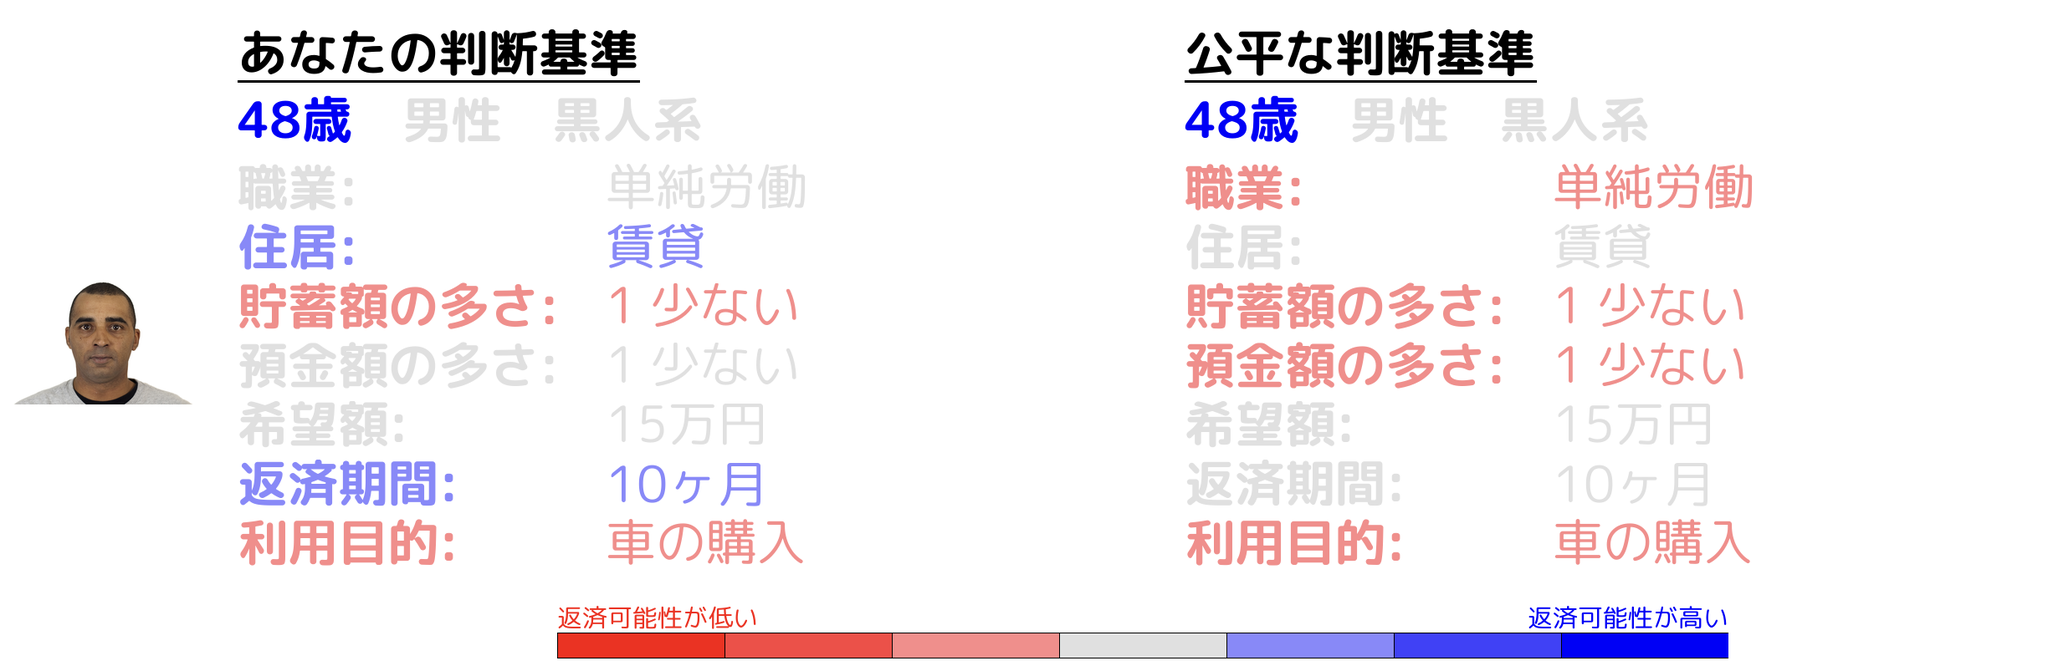 あなたの判断基準
48歳 男性 黒人系
職業: 単純労働
住居: 賃貸
貯蓄額の多さ: 1 少ない
預金額の多さ: 1 少ない
希望額: 15万円
返済期間: 10ヶ月
利用目的: 車の購入
公平な判断基準
48歳 男性 黒人系
職業: 単純労働
住居: 賃貸
貯蓄額の多さ: 1 少ない
預金額の多さ: 1 少ない
希望額: 15万円
返済期間: 10ヶ月
利用目的: 車の購入
返済可能性が低い
返済可能性が高い